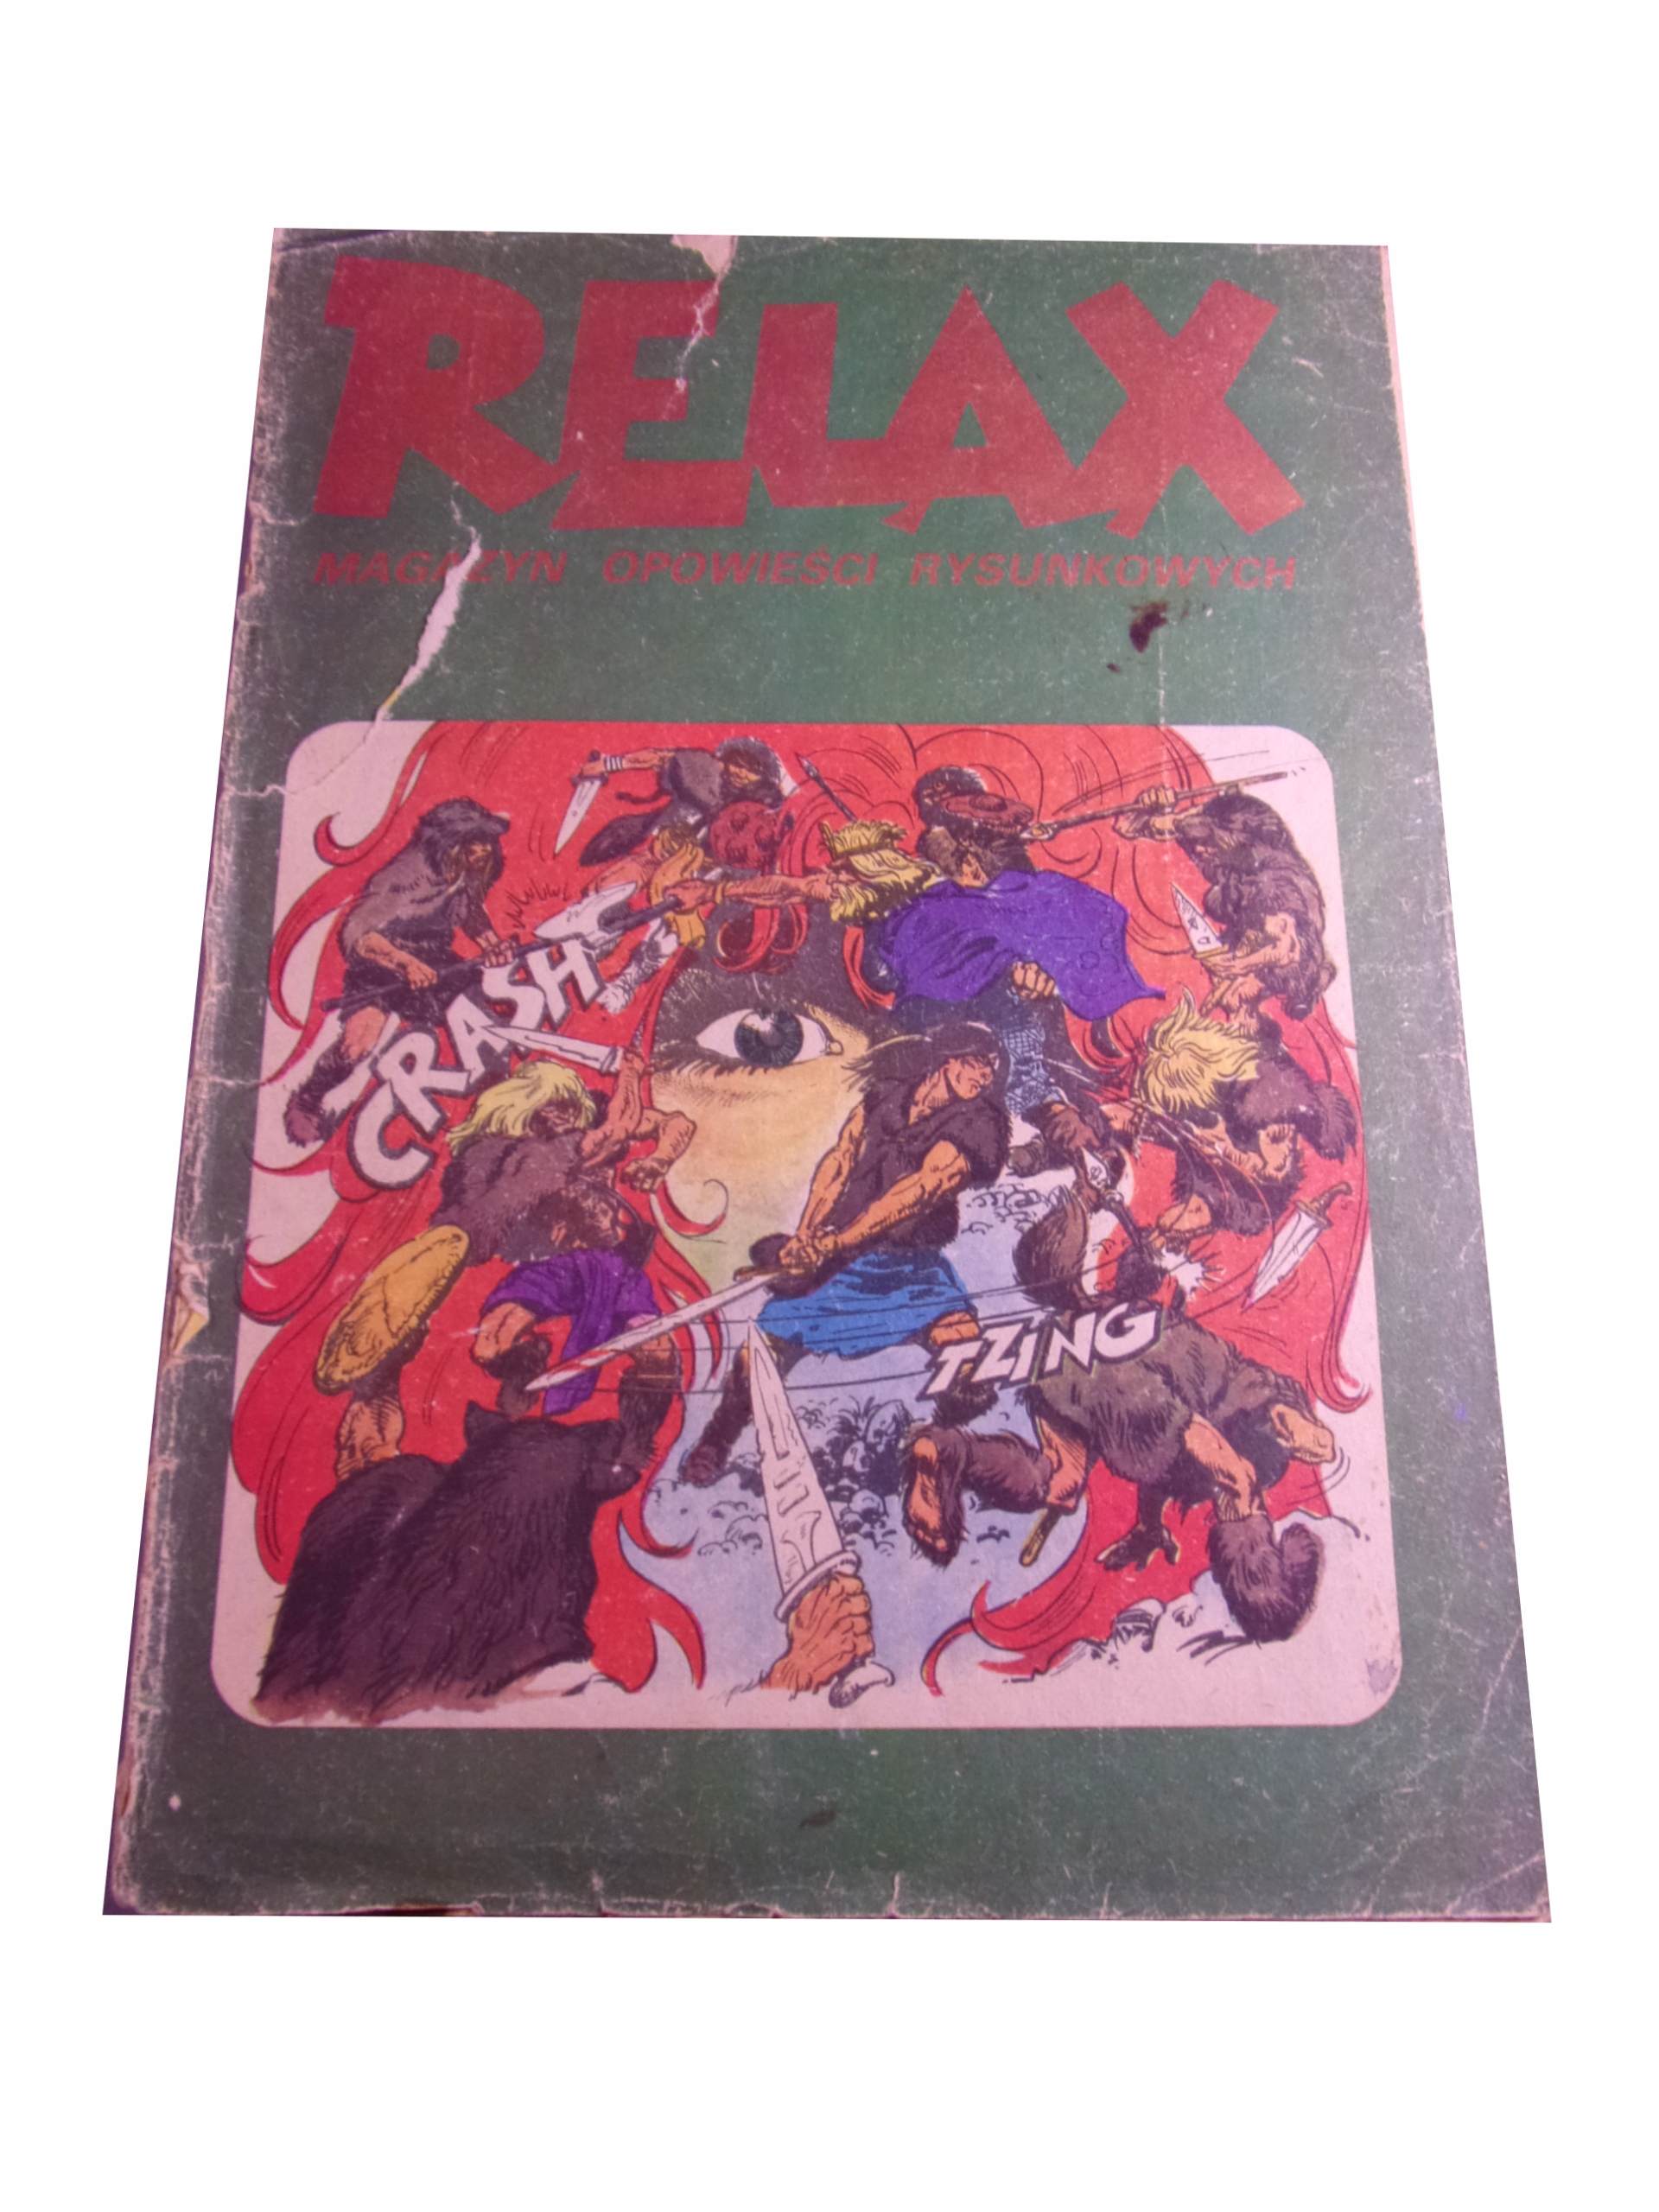 RELAX
MAGAZYN OPOWIEŚCI RYSUNKOWYCH
CRASH
TZING